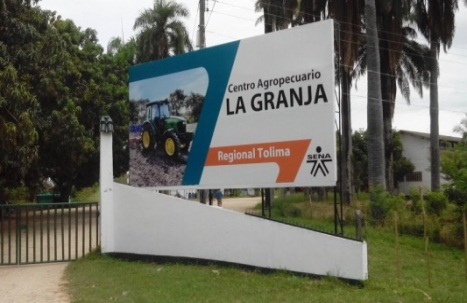 Centro Agropecuario
LA GRANJA
Regional Tolima
SENA